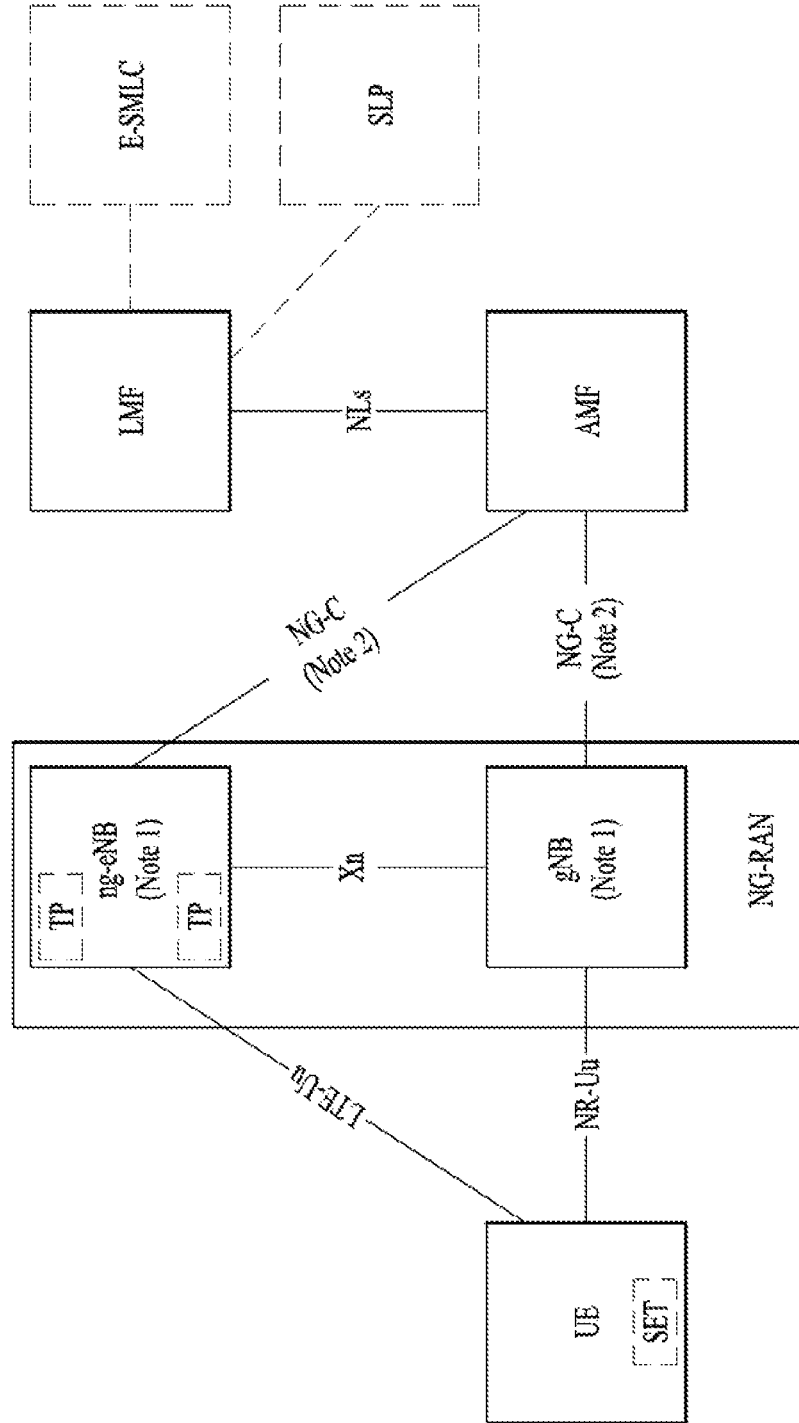 E-SMLC
SLP
LMF
NLs
AMF
NG-C
(Note 2)
NG-C
(Note 2)
TP
ng-eNB
(Note 1)
TP
Xn
gNB
(Note 1)
NG-RAN
LTE-Uu
NR-Uu
UE
SET